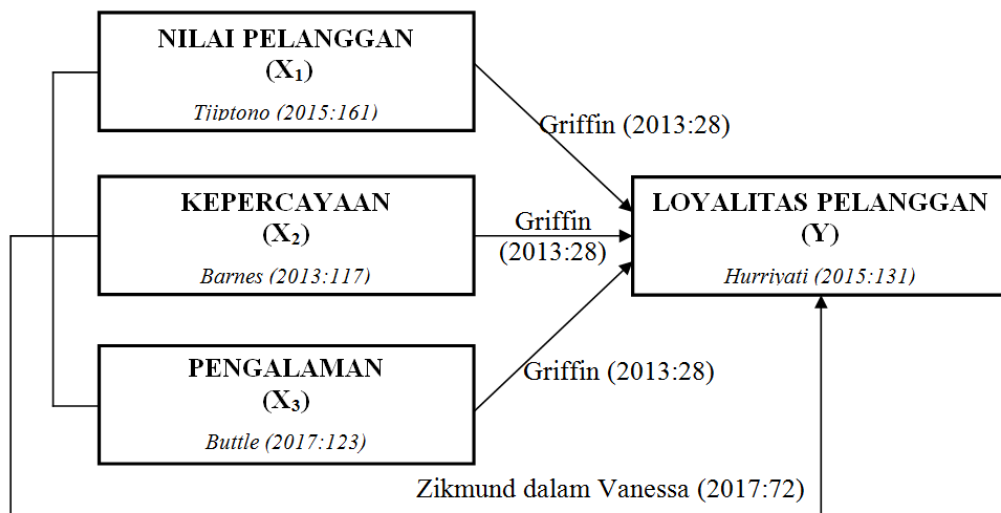 NILAI PELANGGAN
(X₁)
Tjiptono (2015:161)
Griffin (2013:28)
KEPERCAYAAN
(X₂)
Barnes (2013:117)
Griffin
(2013:28)
LOYALITAS PELANGGAN
(Y)
Hurriyati (2015:131)
PENGALAMAN
(X₃)
Buttle (2017:123)
Griffin (2013:28)
Zikmund dalam Vanessa (2017:72)